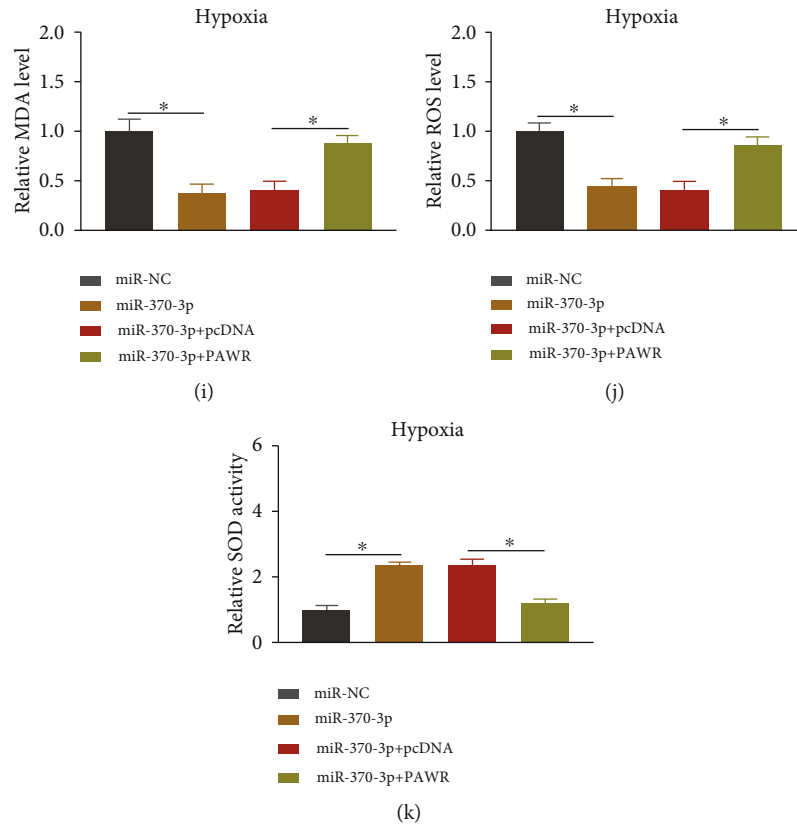 Hypoxia
Relative MDA level
2.0
1.5
1.0
0.5
0.0
*
*
miR-NC
miR-370-3p
miR-370-3p+pcDNA
miR-370-3p+PAWR
(i)
Hypoxia
Relative ROS level
2.0
1.5
1.0
0.5
0.0
*
*
miR-NC
miR-370-3p
miR-370-3p+pcDNA
miR-370-3p+PAWR
(j)
Hypoxia
Relative SOD activity
6
4
2
0
*
*
miR-NC
miR-370-3p
miR-370-3p+pcDNA
miR-370-3p+PAWR
(k)